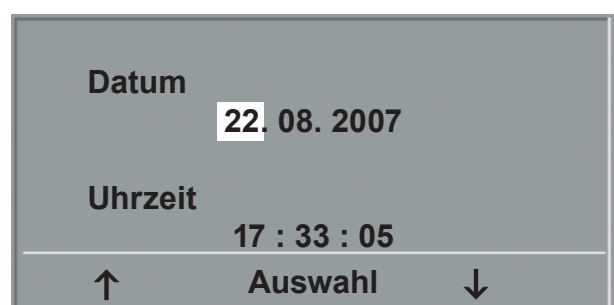 Datum
22. 08. 2007
Uhrzeit
17 : 33 : 05
↑ Auswahl ↓